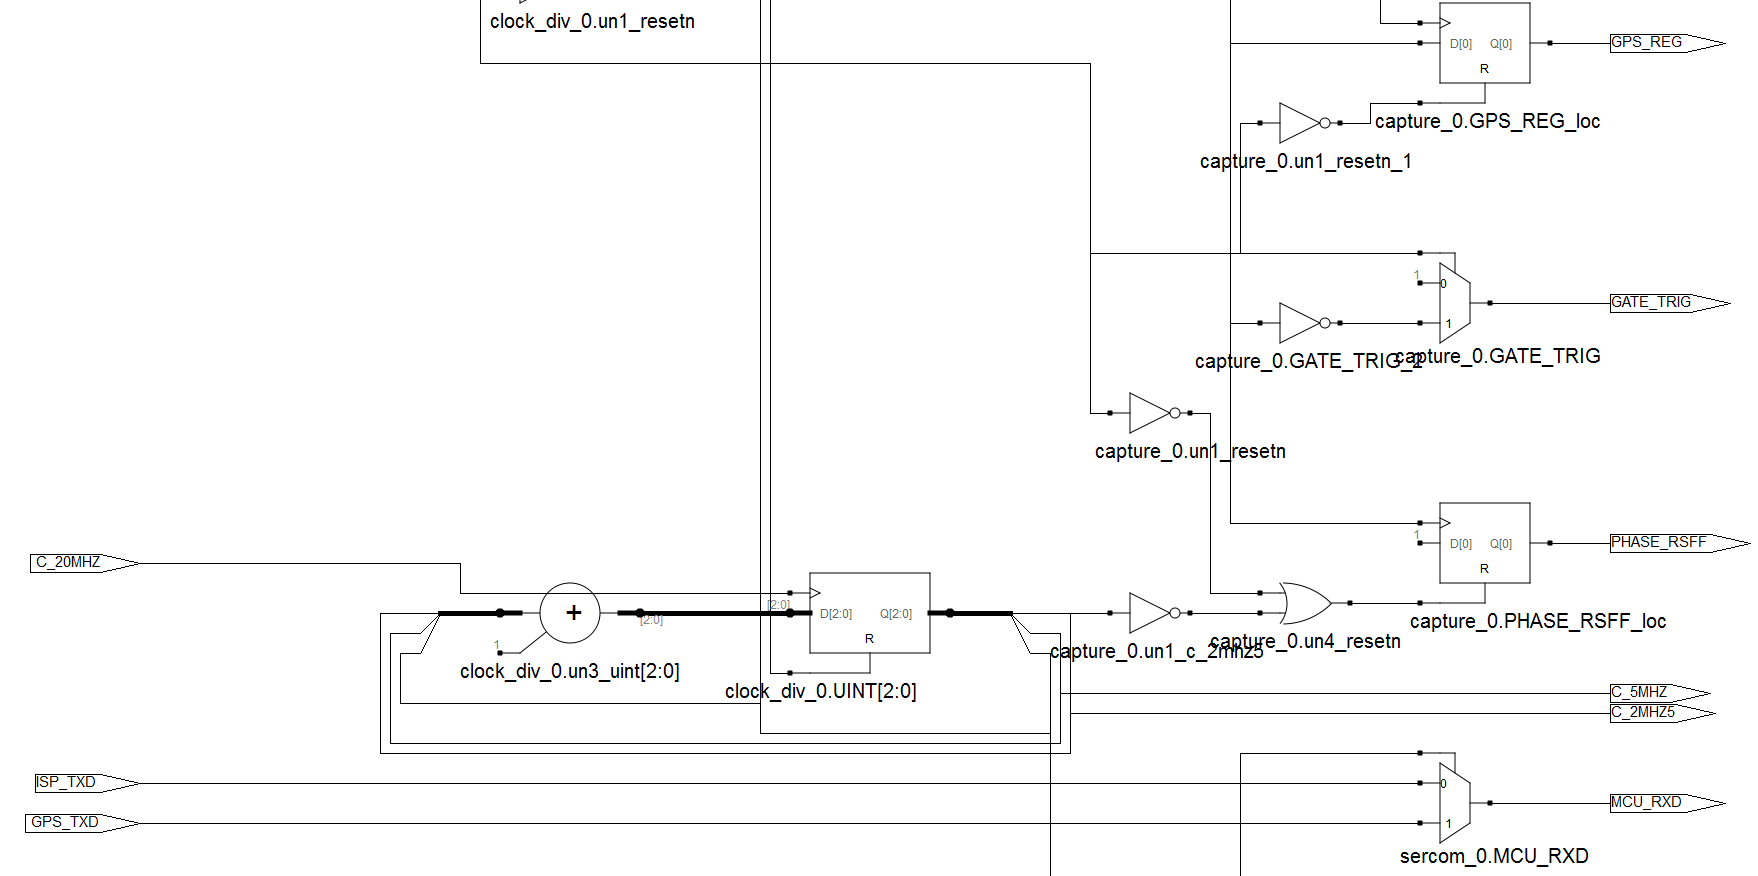 clock_div_0.un1_resetn
GPS_REG
D[0]
Q[0]
R
capture_0.GPS_REG_loc
capture_0.un1_resetn_1
1
0
GATE_TRIG
1
capture_0.GATE_TRIG_2
capture_0.GATE_TRIG
capture_0.un1_resetn
1
D[0]
Q[0]
PHASE_RSFF
R
C_20MHZ
[2:0]
+
[2:0]
D[2:0]
Q[2:0]
R
1
capture_0.PHASE_RSFF_loc
capture_0.un4_resetn
capture_0.un1_c_2mhz5
clock_div_0.un3_uint[2:0]
clock_div_0.UINT[2:0]
C_5MHZ
C_2MHZ5
ISP_TXD
0
MCU_RXD
GPS_TXD
1
sercom_0.MCU_RXD